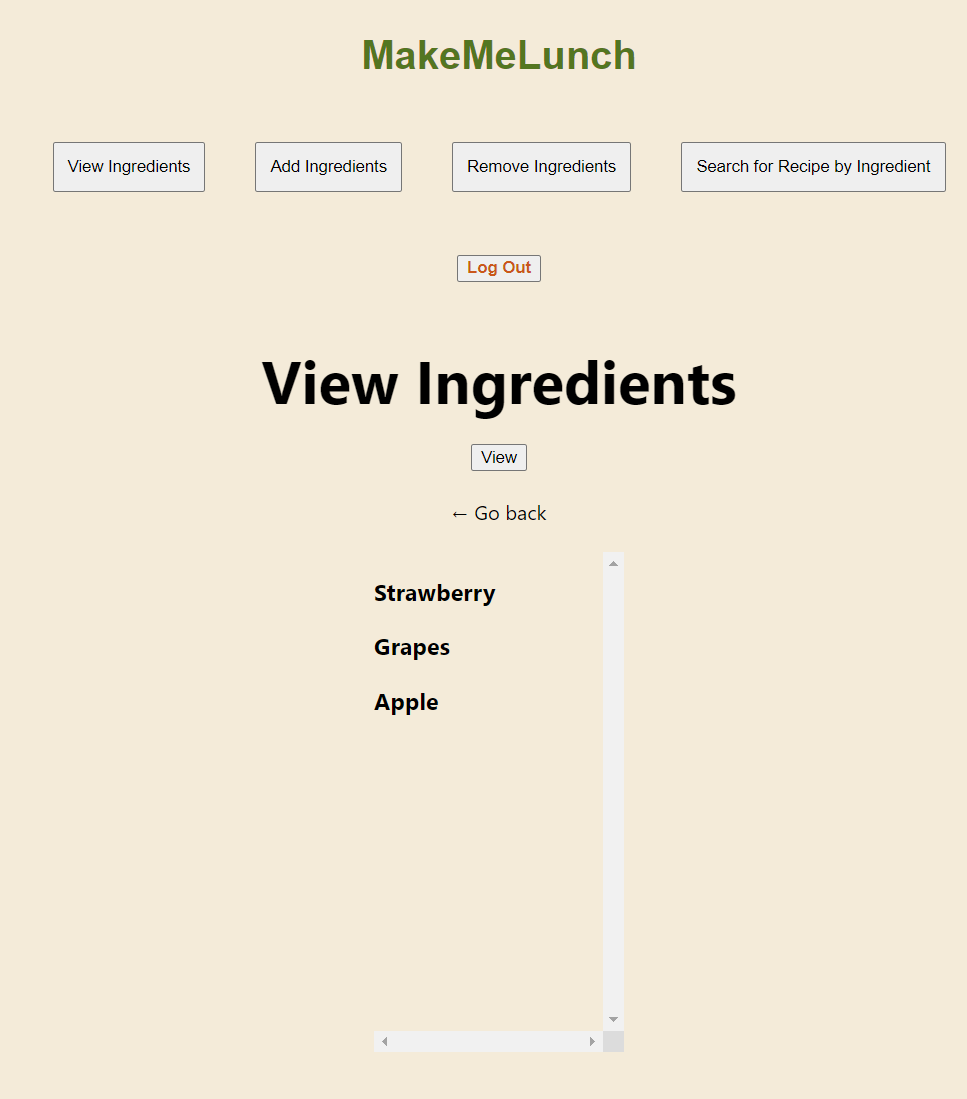 MakeMeLunch
View Ingredients
Add Ingredients
Remove Ingredients
Search for Recipe by Ingredient
Log Out
View Ingredients
View
← Go back
Strawberry
Grapes
Apple